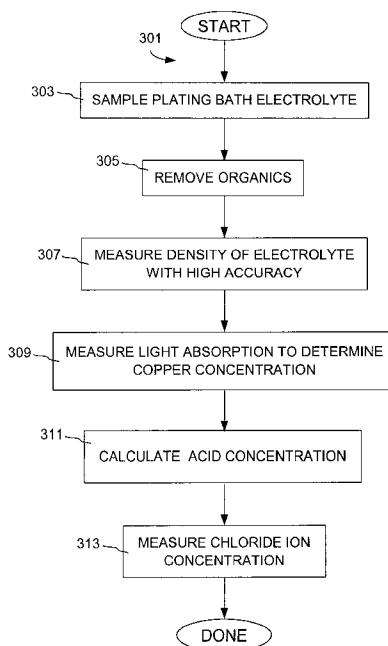 START
301
303
SAMPLE PLATING BATH ELECTROLYTE
305
REMOVE ORGANICS
307
MEASURE DENSITY OF ELECTROLYTE
WITH HIGH ACCURACY
309
MEASURE LIGHT ABSORPTION TO DETERMINE
COPPER CONCENTRATION
311
CALCULATE ACID CONCENTRATION
313
MEASURE CHLORIDE ION
CONCENTRATION
DONE